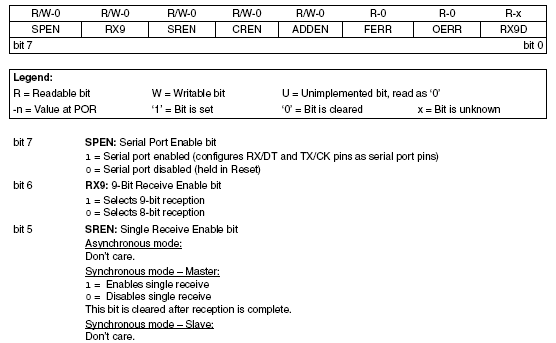 R/W-0 R/W-0 R/W-0 R/W-0 R/W-0 R-0 R-0 R-x
SPEN RX9 SREN CREN ADDEN FERR OERR RX9D
bit 7 bit 0
Legend:
R = Readable bit W = Writable bit U = Unimplemented bit, read as ‘0’
-n = Value at POR ‘1’ = Bit is set ‘0’ = Bit is cleared x = Bit is unknown
bit 7 SPEN: Serial Port Enable bit
1 = Serial port enabled (configures RX/DT and TX/CK pins as serial port pins)
0 = Serial port disabled (held in Reset)
bit 6 RX9: 9-Bit Receive Enable bit
1 = Selects 9-bit reception
0 = Selects 8-bit reception
bit 5 SREN: Single Receive Enable bit
Asynchronous mode:
Don’t care.
Synchronous mode – Master:
1 = Enables single receive
0 = Disables single receive
This bit is cleared after reception is complete.
Synchronous mode – Slave:
Don’t care.